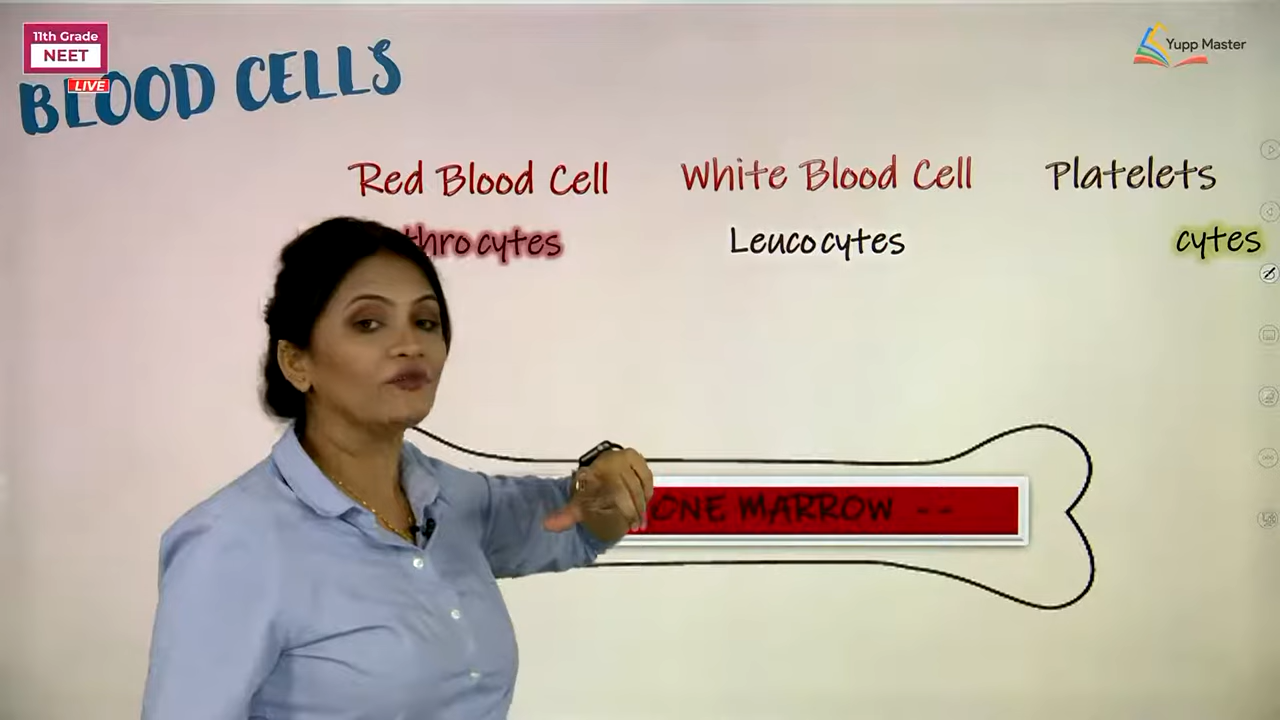 11th Grade
NEET
LIVE
Yupp Master
BLOOD CELLS
Red Blood Cell White Blood Cell Platelets
throcytes Leucocytes cytes
ONE MARROW --